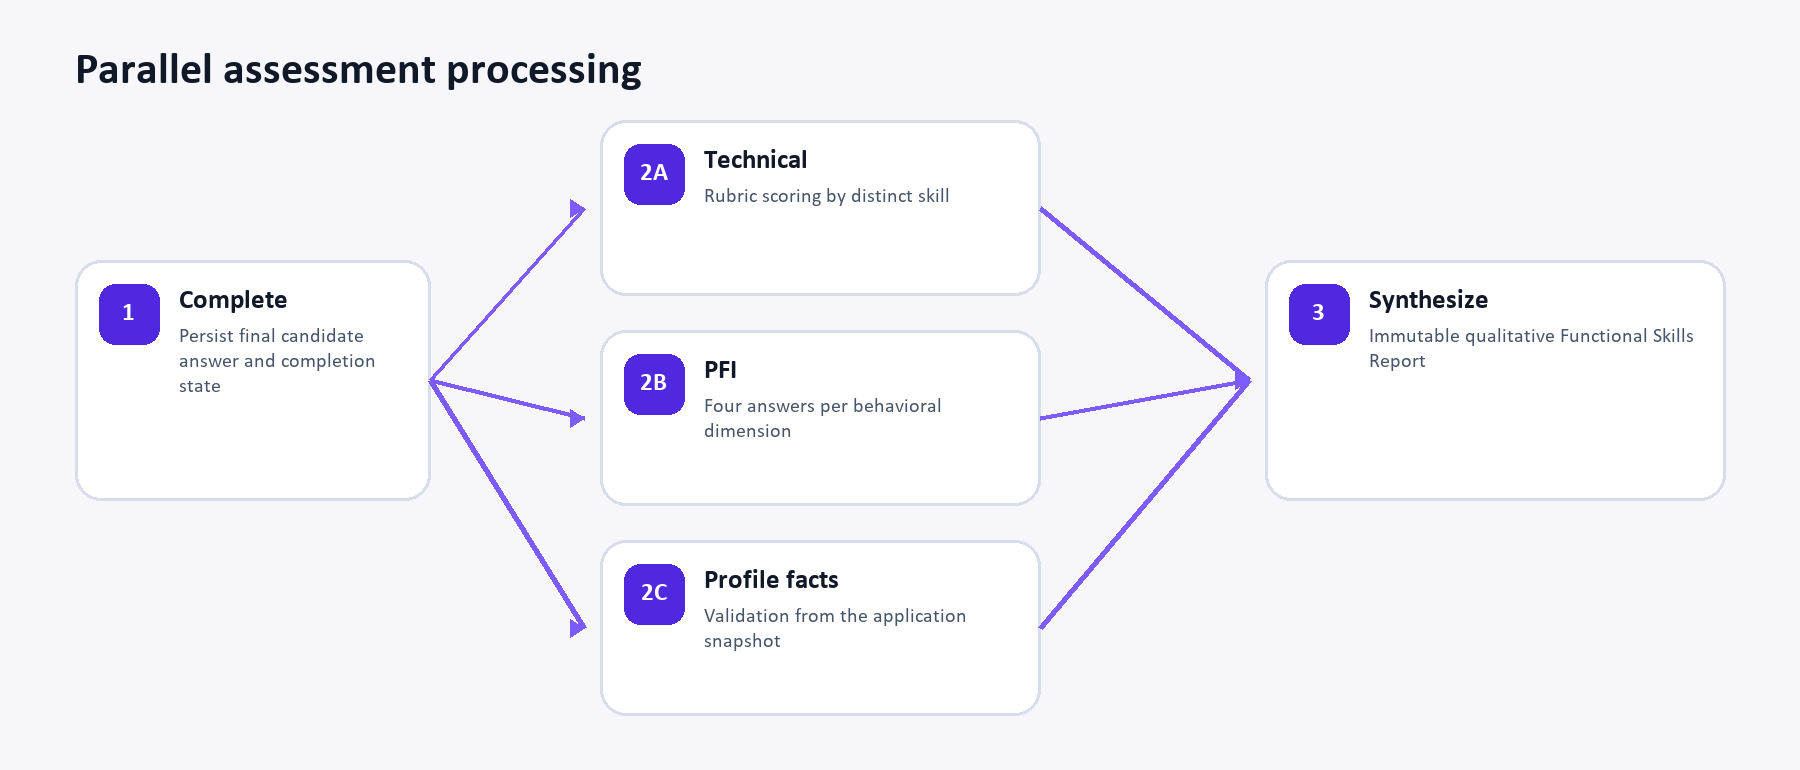 Parallel assessment processing
1
Complete
Persist final candidate
answer and completion
state
2A
Technical
Rubric scoring by distinct skill
2B
PFI
Four answers per behavioral
dimension
2C
Profile facts
Validation from the application
snapshot
3
Synthesize
Immutable qualitative Functional Skills
Report